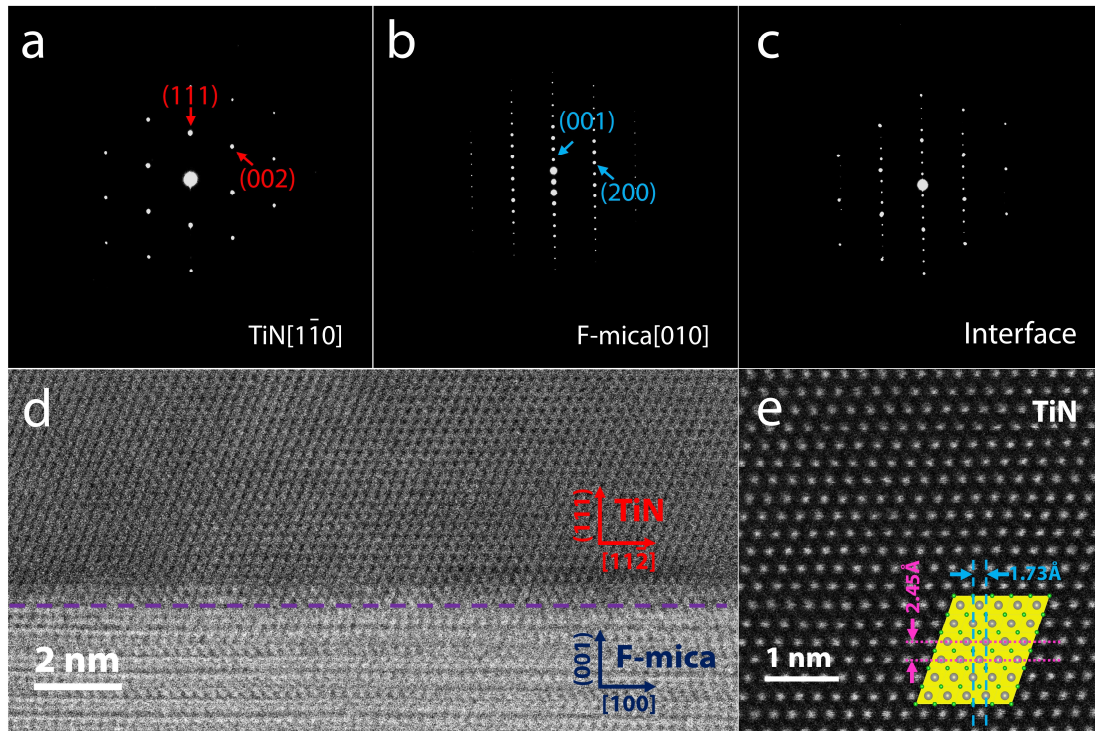 a
(111)
(002)
TiN[11̄0]
b
(001)
(200)
F-mica[010]
c
Interface
d
(111)
TiN
[112̄]
2 nm
(001)
F-mica
[100]
e
TiN
2.45Å
1.73Å
1 nm